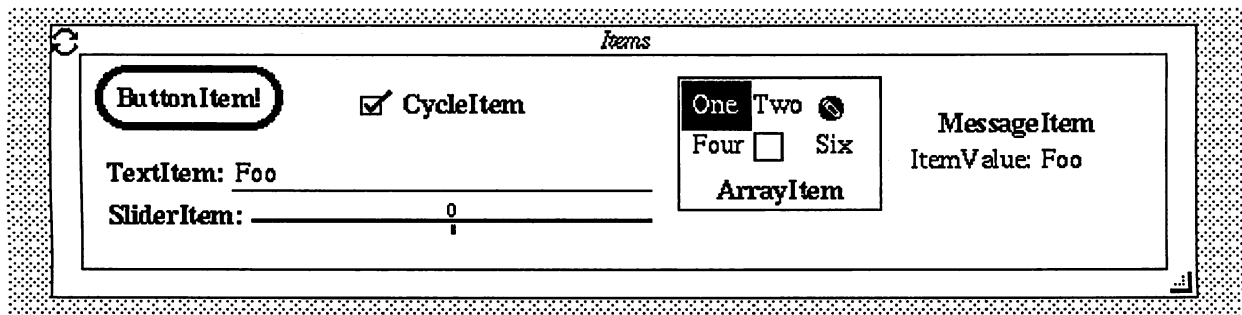 Items
ButtonItem!
CycleItem
TextItem: Foo
SliderItem: 0
One Two
Four Six
ArrayItem
MessageItem
ItemValue: Foo